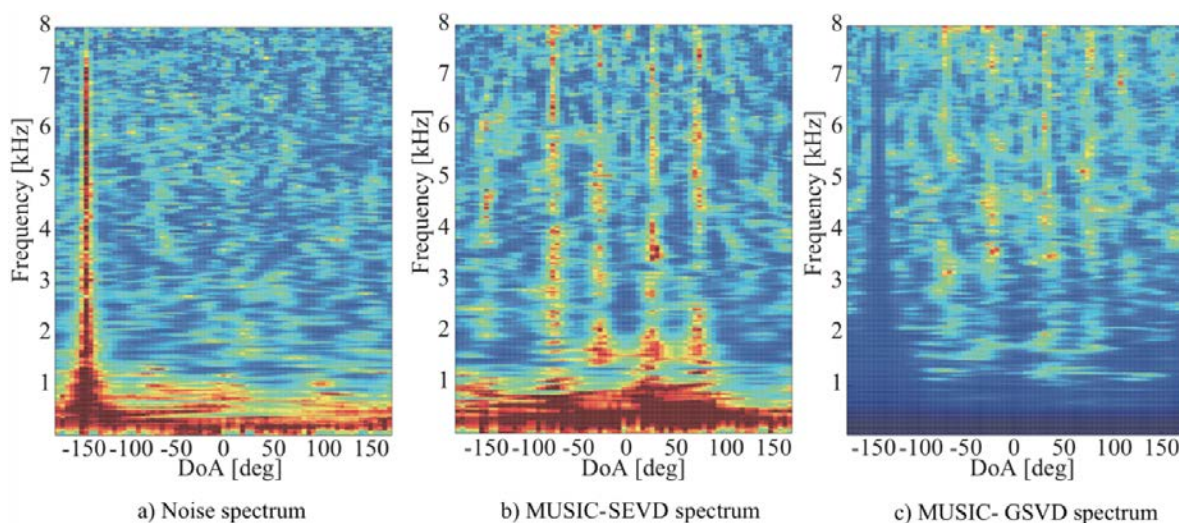 8
7
6
5
4
3
2
1
Frequency [kHz]
-150 -100 -50 0 50 100 150
DoA [deg]
a) Noise spectrum
8
7
6
5
4
3
2
1
Frequency [kHz]
-150 -100 -50 0 50 100 150
DoA [deg]
b) MUSIC-SEVD spectrum
8
7
6
5
4
3
2
1
Frequency [kHz]
-150 -100 -50 0 50 100 150
DoA [deg]
c) MUSIC- GSVD spectrum